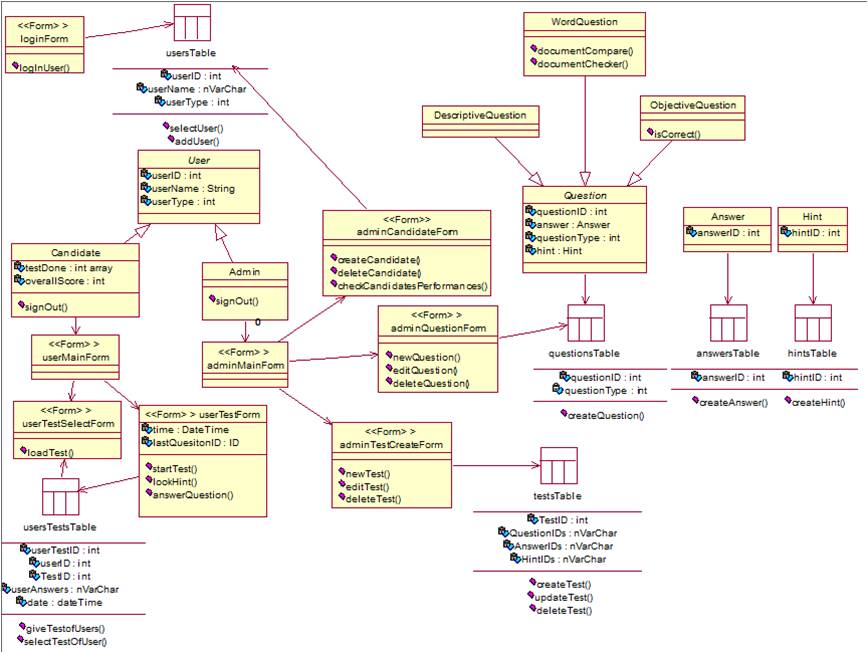 <<Form> >
loginForm
logInUser()
usersTable
userID : int
userName : nVarChar
userType : int
selectUser()
addUser()
WordQuestion
documentCompare()
documentChecker()
DescriptiveQuestion
ObjectiveQuestion
isCorrect()
User
userID : int
userName : String
userType : int
Question
questionID : int
answer : Answer
questionType : int
hint : Hint
Answer
answerID : int
Hint
hintID : int
<<Form>>
adminCandidateForm
createCandidate()
deleteCandidate()
checkCandidatesPerformances()
Candidate
testDone : int array
overallScore : int
signOut()
Admin
signOut()
0
<<Form> >
userMainForm
<<Form> >
adminMainForm
<<Form> >
adminQuestionForm
newQuestion()
editQuestion()
deleteQuestion()
questionsTable
questionID : int
questionType : int
createQuestion()
answersTable
answerID : int
createAnswer()
hintsTable
hintID : int
createHint()
<<Form> >
userTestSelectForm
loadTest()
<<Form> > userTestForm
time : DateTime
lastQuesitonID : ID
startTest()
lookHint()
answerQuestion()
<<Form> >
adminTestCreateForm
newTest()
editTest()
deleteTest()
testsTable
TestID : int
QuestionIDs : nVarChar
AnswerIDs : nVarChar
HintIDs : nVarChar
createTest()
updateTest()
deleteTest()
usersTestsTable
userTestID : int
userID : int
TestID : int
userAnswers : nVarChar
date : dateTime
giveTestofUsers()
selectTestOfUser()